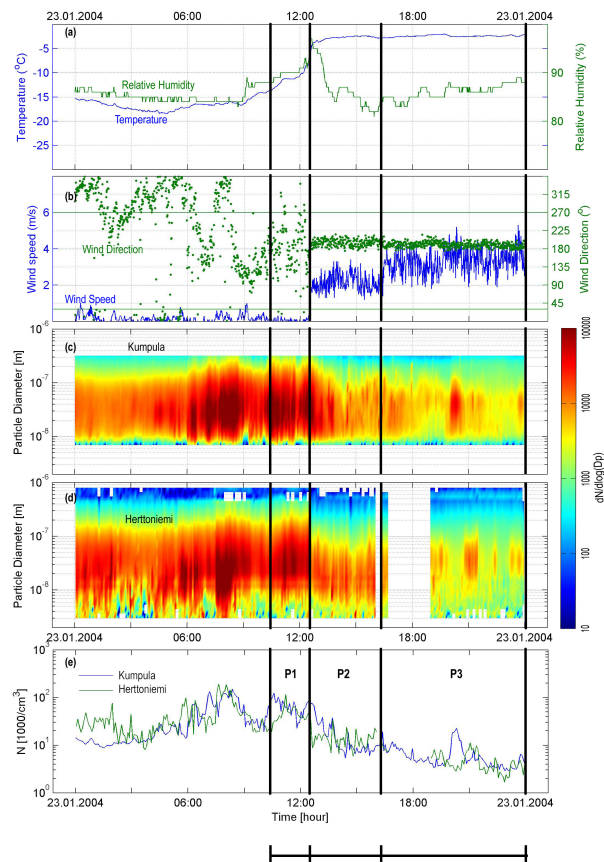 23.01.2004 06:00 12:00 18:00 23.01.2004
(a)
Temperature (°C)
-5
-10
-15
-20
-25
Relative Humidity
Temperature
90
80
Relative Humidity (%)
(b)
Wind speed (m/s)
6
4
2
Wind Direction
Wind Speed
315
270
225
180
135
90
45
Wind Direction (°)
(c)
Kumpula
Particle Diameter [m]
10^-6
10^-7
10^-8
10^-6
(d)
Herttoniemi
Particle Diameter [m]
10^-6
10^-7
10^-8
23.01.2004 06:00 12:00 18:00 23.01.2004
100000
10000
1000
100
10
dN/dlog(Dp)
(e)
Kumpula
Herttoniemi
P1 P2 P3
N [1000/cm^3]
10^3
10^2
10^1
10^0
23.01.2004 06:00 12:00 18:00 23.01.2004
Time [hour]